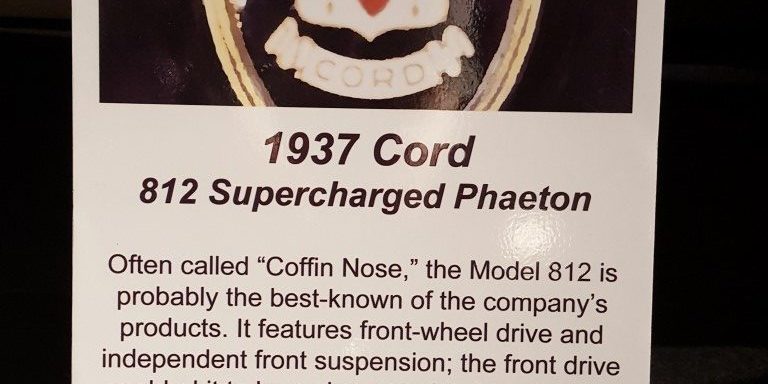 CORD
1937 Cord
812 Supercharged Phaeton
Often called “Coffin Nose,” the Model 812 is
probably the best-known of the company’s
products. It features front-wheel drive and
independent front suspension; the front drive